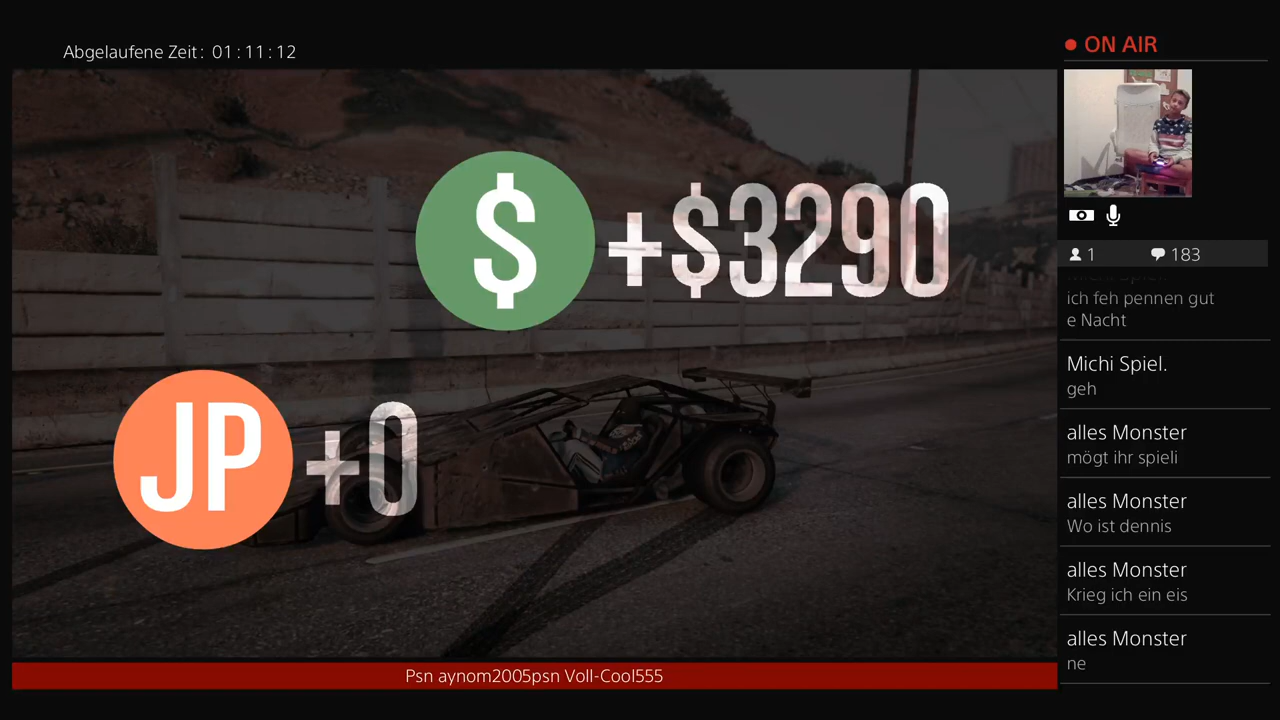 Abgelaufene Zeit: 01:11:12
ON AIR
$ +$3290
JP +0
1 183
ich feh pennen gut
e Nacht
Michi Spiel.
geh
alles Monster
mögt ihr spieli
alles Monster
Wo ist dennis
alles Monster
Krieg ich ein eis
alles Monster
ne
Psn aynom2005psn Voll-Cool555